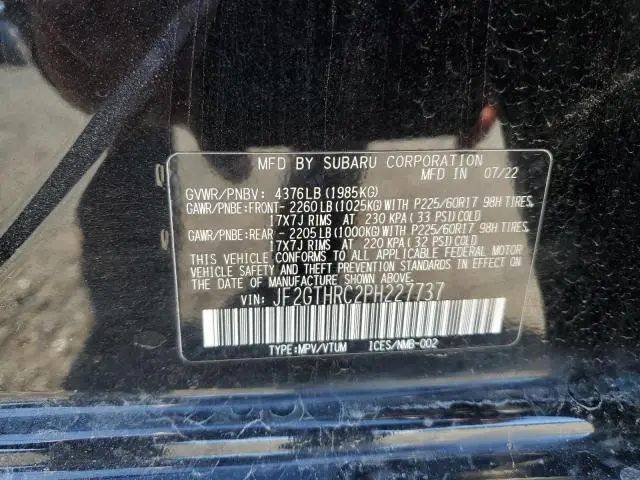 MFD BY SUBARU CORPORATION
MFD IN 07/22
GVWR/PNBV: 4376LB(1985KG)
GAWR/PNBE:FRONT- 2260LB(1025KG)WITH P225/60R17 98H TIRES,
17X7J RIMS AT 230 KPA(33 PSI)COLD
GAWR/PNBE:REAR - 2205LB(1000KG)WITH P225/60R17 98H TIRES,
17X7J RIMS AT 220 KPA(32 PSI)COLD
THIS VEHICLE CONFORMS TO ALL APPLICABLE FEDERAL MOTOR
VEHICLE SAFETY AND THEFT PREVENTION STANDARDS IN EFFECT ON
THE DATE OF MANUFACTURE SHOWN ABOVE.
VIN: JF2GTHRC2PH227737
TYPE:MPV/VTUM ICES/NMB-002